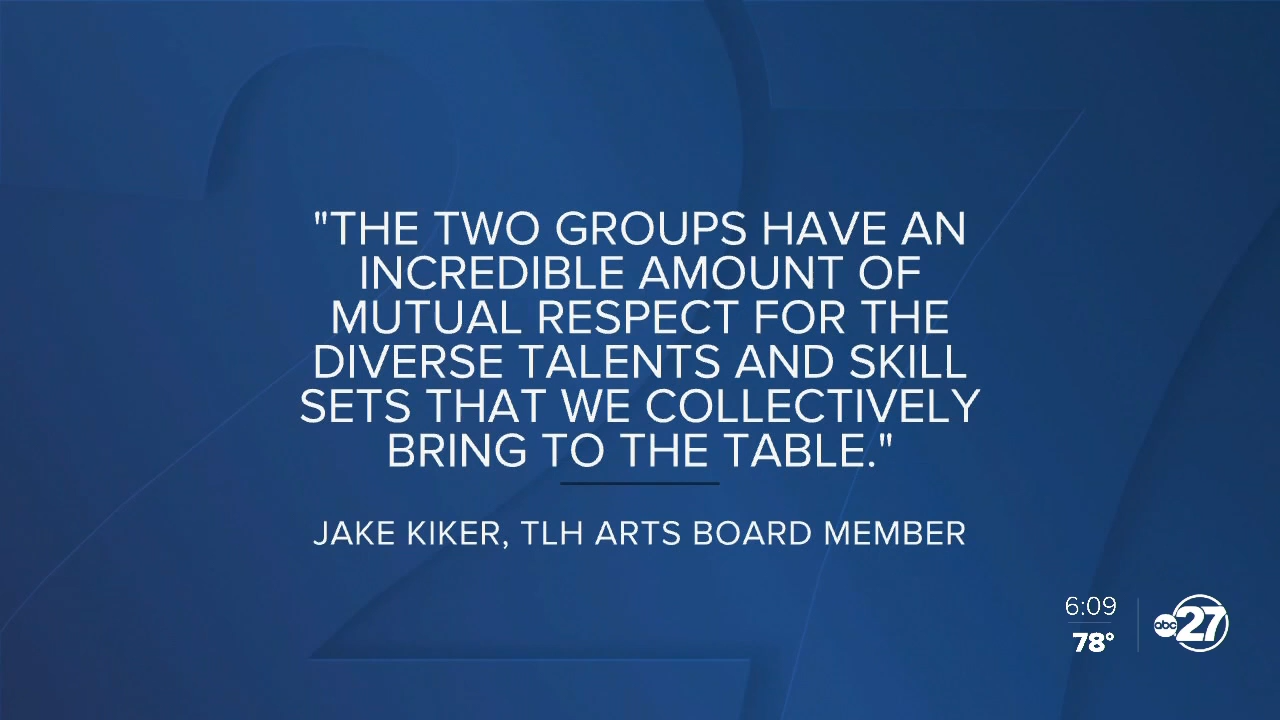 "THE TWO GROUPS HAVE AN
INCREDIBLE AMOUNT OF
MUTUAL RESPECT FOR THE
DIVERSE TALENTS AND SKILL
SETS THAT WE COLLECTIVELY
BRING TO THE TABLE."
JAKE KIKER, TLH ARTS BOARD MEMBER
6:09
78°
abc 27